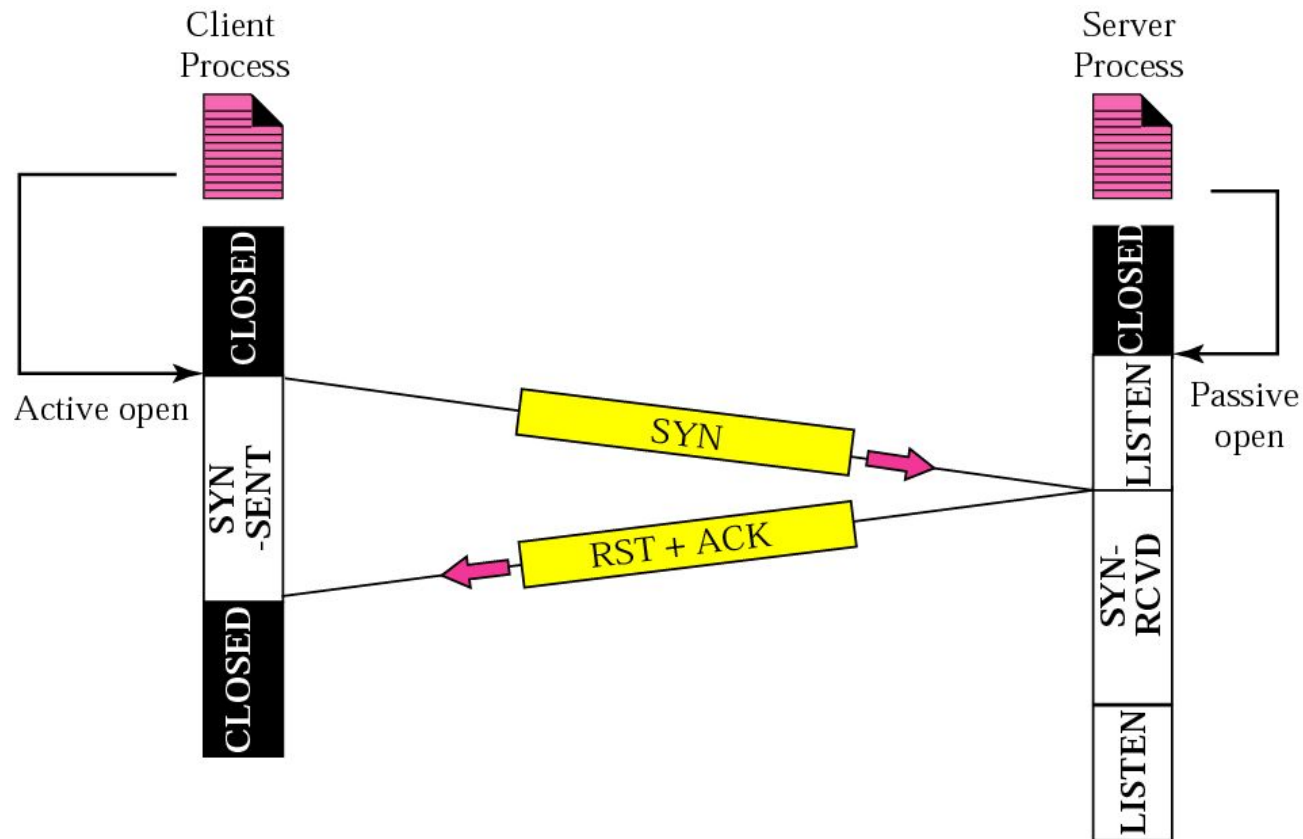 Client
Process
Server
Process
CLOSED
CLOSED
Active open
Passive
open
SYN
LISTEN
SYN
-SENT
RST + ACK
SYN-
RCVD
CLOSED
LISTEN